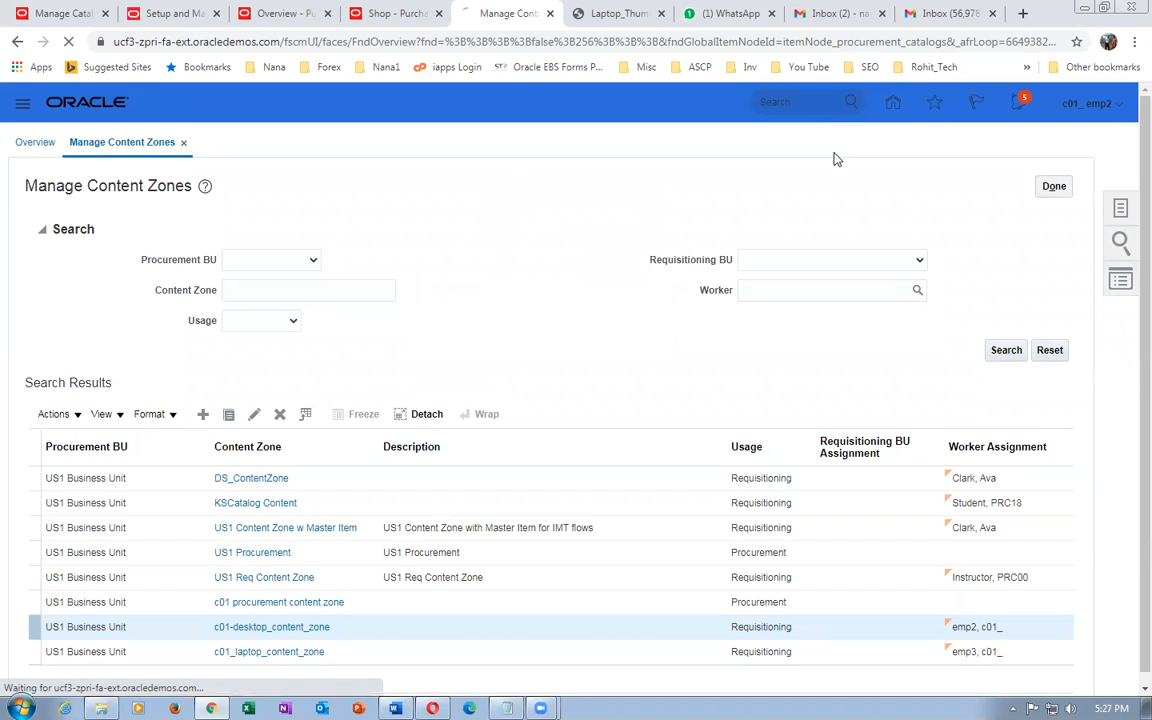 Manage Catal
Setup and Ma
Overview - Pu
Shop - Purcha
Manage Cont
Laptop_Thum
(1) WhatsApp
Inbox (2) - na
Inbox (56,978
ucf3-zpri-fa-ext.oracledemos.com/fscmUI/faces/FndOverview?fnd=%3B%3B%3B%3Bfalse%3B256%3B%3B%3B&fndGlobalItemNodeId=itemNode_procurement_catalogs&_afrLoop=6649382...
Apps
Suggested Sites
Bookmarks
Nana
Forex
Nana1
iapps Login
Oracle EBS Forms P...
Misc
ASCP
Inv
You Tube
SEO
Rohit_Tech
»
Other bookmarks
ORACLE
Search
5
c01_ emp2
Overview
Manage Content Zones
Manage Content Zones
Done
Search
Procurement BU
Requisitioning BU
Content Zone
Worker
Usage
Search
Reset
Search Results
Actions View Format Freeze Detach Wrap
Procurement BU Content Zone Description Usage Requisitioning BU Assignment Worker Assignment
US1 Business Unit DS_ContentZone Requisitioning Clark, Ava
US1 Business Unit KSCatalog Content Requisitioning Student, PRC18
US1 Business Unit US1 Content Zone w Master Item US1 Content Zone with Master Item for IMT flows Requisitioning Clark, Ava
US1 Business Unit US1 Procurement US1 Procurement Procurement
US1 Business Unit US1 Req Content Zone US1 Req Content Zone Requisitioning Instructor, PRC00
US1 Business Unit c01 procurement content zone Procurement
US1 Business Unit c01-desktop_content_zone Requisitioning emp2, c01_
US1 Business Unit c01_laptop_content_zone Requisitioning emp3, c01_
Waiting for ucf3-zpri-fa-ext.oracledemos.com...
5:27 PM